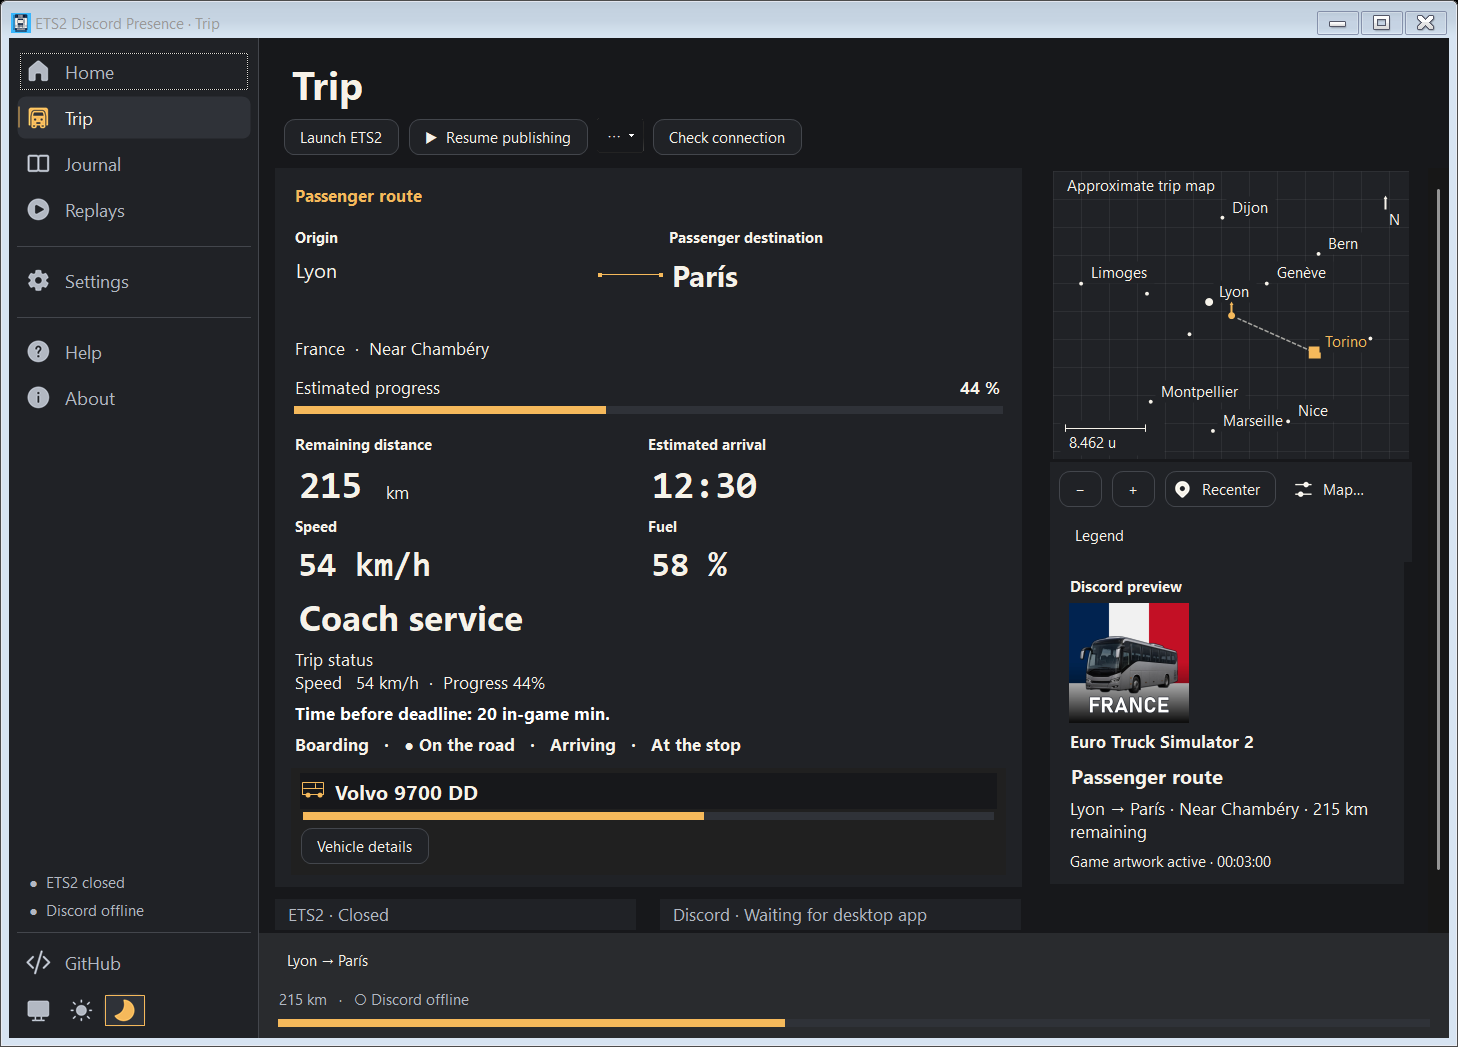 ETS2 Discord Presence · Trip
Home
Trip
Journal
Replays
Settings
Help
About
ETS2 closed
Discord offline
GitHub
Trip
Launch ETS2
Resume publishing
···
Check connection
Passenger route
Origin
Passenger destination
Lyon
París
France · Near Chambéry
Estimated progress
44 %
Remaining distance
Estimated arrival
215 km
12:30
Speed
Fuel
54 km/h
58 %
Coach service
Trip status
Speed 54 km/h · Progress 44%
Time before deadline: 20 in-game min.
Boarding · ● On the road · Arriving · At the stop
Volvo 9700 DD
Vehicle details
ETS2 · Closed
Discord · Waiting for desktop app
Approximate trip map
Dijon
N
Bern
Limoges
Genève
Lyon
Torino
Montpellier
Nice
Marseille
8.462 u
−
+
Recenter
Map...
Legend
Discord preview
FRANCE
Euro Truck Simulator 2
Passenger route
Lyon → París · Near Chambéry · 215 km
remaining
Game artwork active · 00:03:00
Lyon → París
215 km · ○ Discord offline